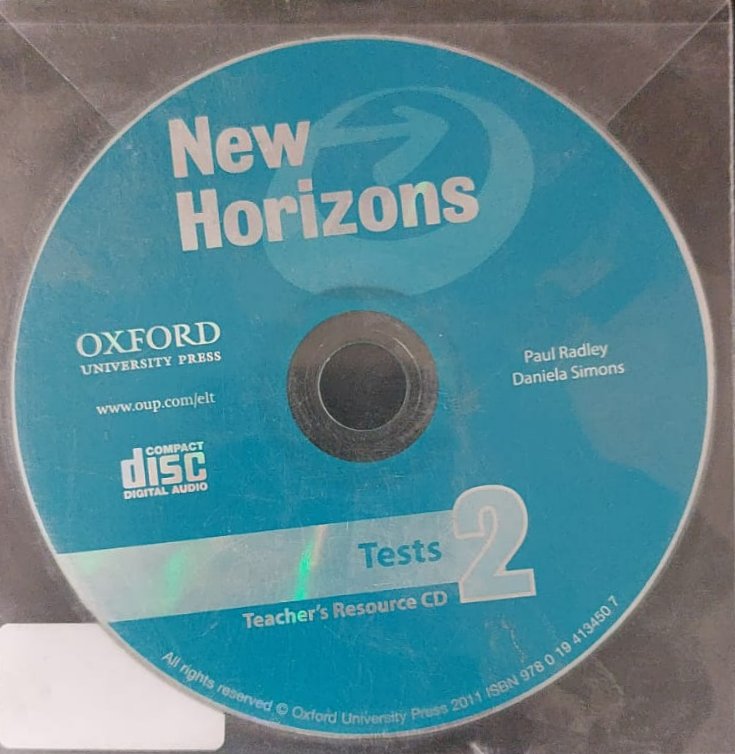 New
Horizons
OXFORD
UNIVERSITY PRESS
www.oup.com/elt
COMPACT
disc
DIGITAL AUDIO
Paul Radley
Daniela Simons
Tests 2
Teacher's Resource CD
All rights reserved © Oxford University Press 2011 ISBN 978 0 19 413450 7